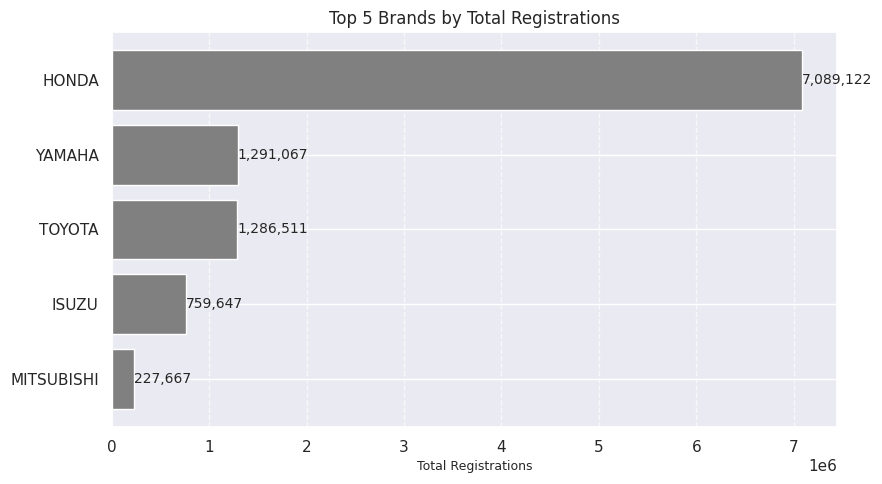 Top 5 Brands by Total Registrations
HONDA
7,089,122
YAMAHA
1,291,067
TOYOTA
1,286,511
ISUZU
759,647
MITSUBISHI
227,667
0 1 2 3 4 5 6 7
1e6
Total Registrations